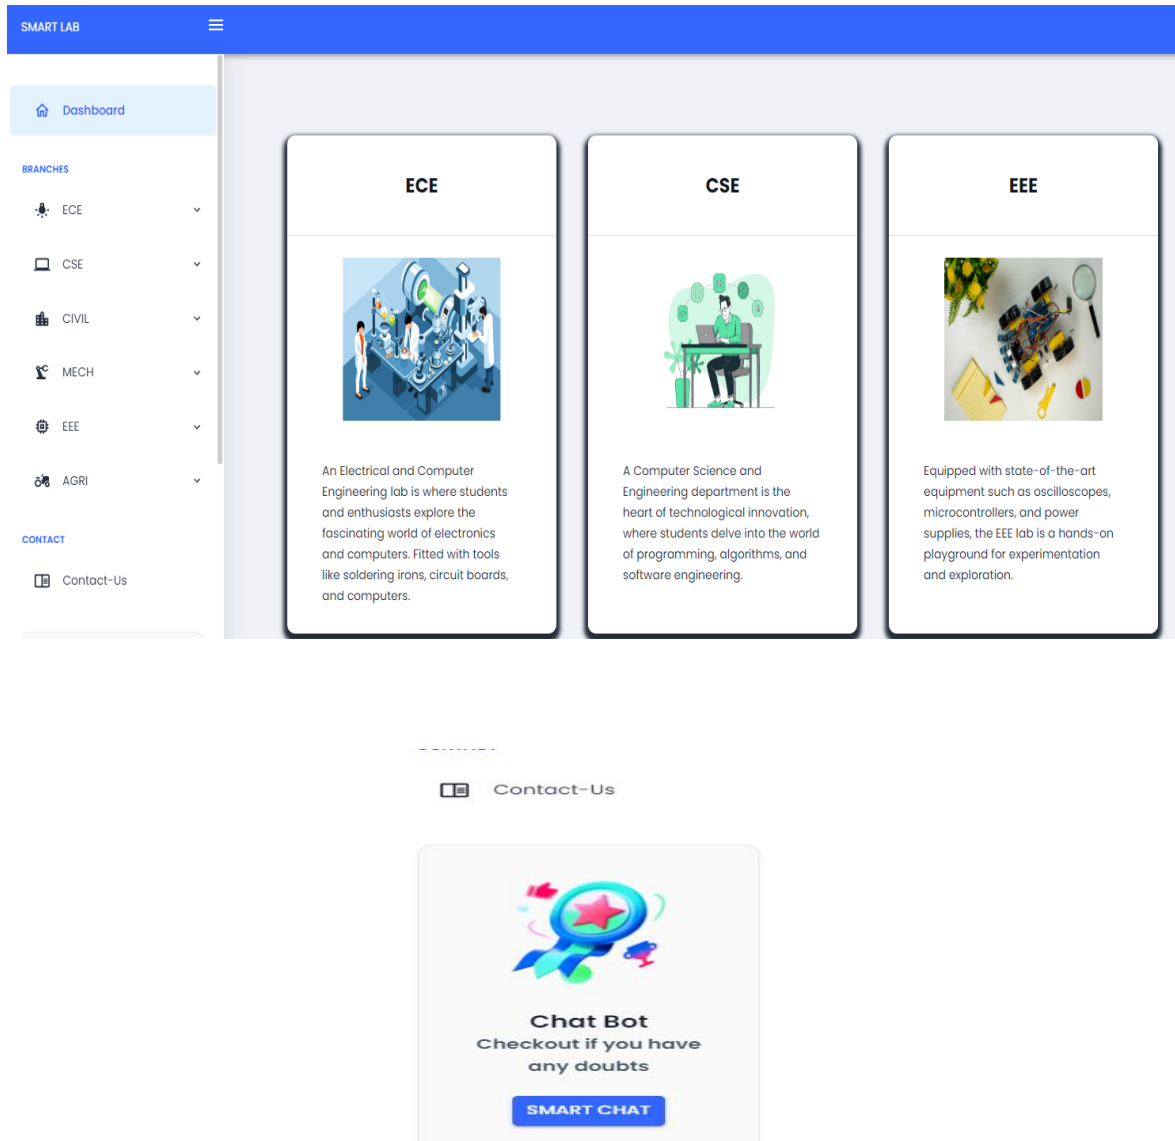 SMART LAB
Dashboard
BRANCHES
ECE
CSE
CIVIL
MECH
EEE
AGRI
CONTACT
Contact-Us
ECE
An Electrical and Computer
Engineering lab is where students
and enthusiasts explore the
fascinating world of electronics
and computers. Fitted with tools
like soldering irons, circuit boards,
and computers.
CSE
A Computer Science and
Engineering department is the
heart of technological innovation,
where students delve into the world
of programming, algorithms, and
software engineering.
EEE
Equipped with state-of-the-art
equipment such as oscilloscopes,
microcontrollers, and power
supplies, the EEE lab is a hands-on
playground for experimentation
and exploration.
Contact-Us
Chat Bot
Checkout if you have
any doubts
SMART CHAT